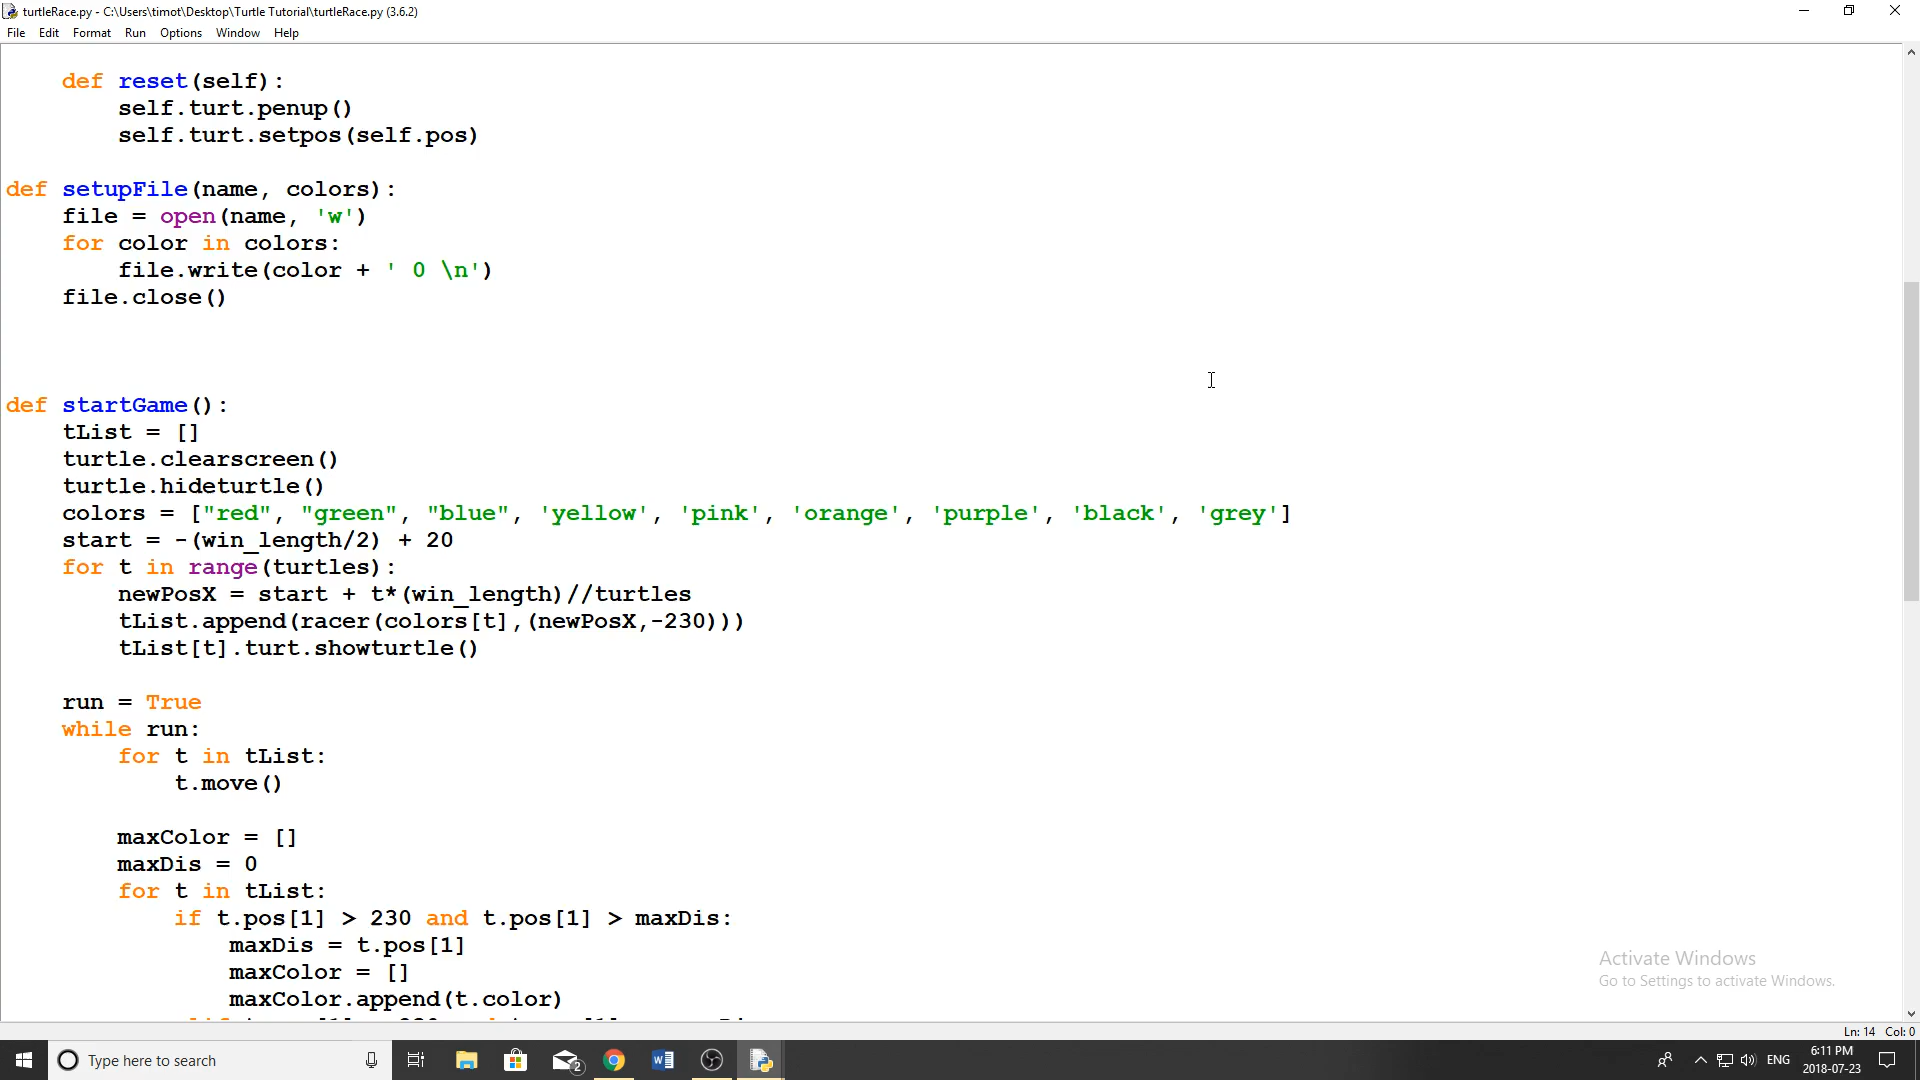 turtleRace.py - C:\Users\timot\Desktop\Turtle Tutorial\turtleRace.py (3.6.2)
File Edit Format Run Options Window Help
    def reset(self):
        self.turt.penup()
        self.turt.setpos(self.pos)
def setupFile(name, colors):
    file = open(name, 'w')
    for color in colors:
        file.write(color + ' 0 \n')
    file.close()
def startGame():
    tList = []
    turtle.clearscreen()
    turtle.hideturtle()
    colors = ["red", "green", "blue", 'yellow', 'pink', 'orange', 'purple', 'black', 'grey']
    start = -(win_length/2) + 20
    for t in range(turtles):
        newPosX = start + t*(win_length)//turtles
        tList.append(racer(colors[t],(newPosX,-230)))
        tList[t].turt.showturtle()
    run = True
    while run:
        for t in tList:
            t.move()
        maxColor = []
        maxDis = 0
        for t in tList:
            if t.pos[1] > 230 and t.pos[1] > maxDis:
                maxDis = t.pos[1]
                maxColor = []
                maxColor.append(t.color)
Activate Windows
Go to Settings to activate Windows.
Ln: 14 Col: 0
Type here to search
2
ENG
6:11 PM
2018-07-23